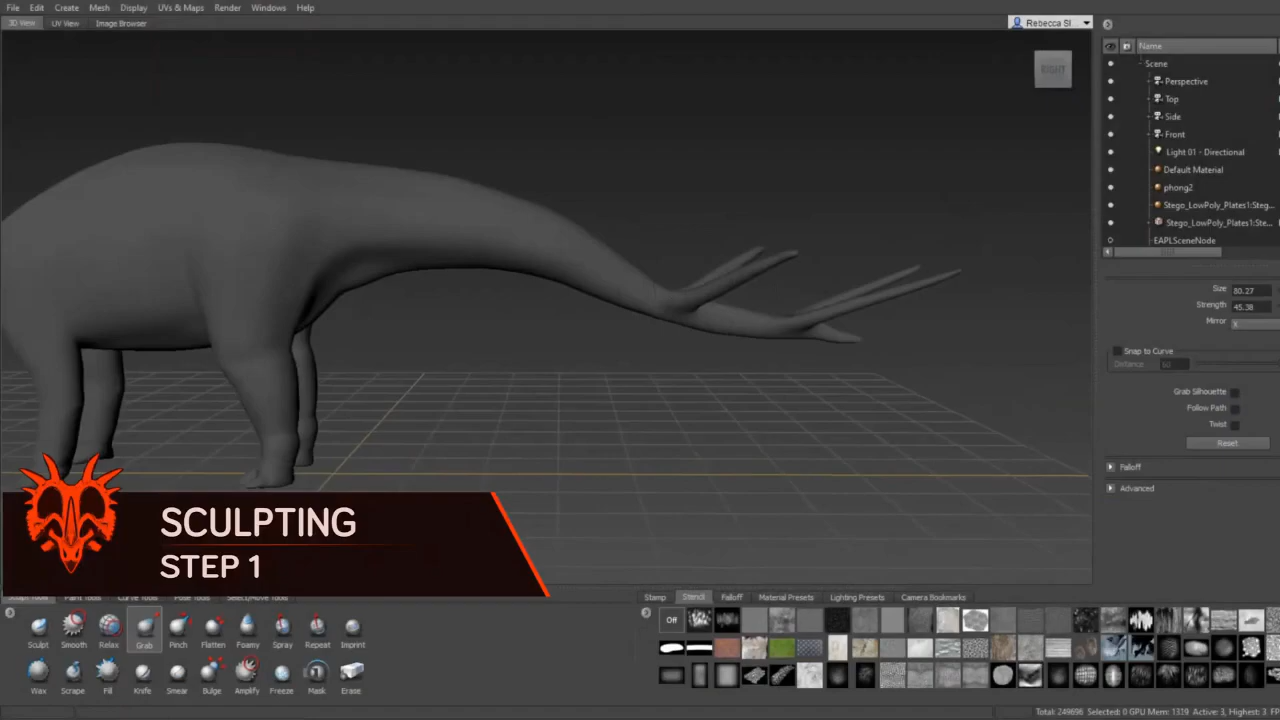 File Edit Create Mesh Display UVs & Maps Render Windows Help
3D View UV View Image Browser
Rebecca Sl...
RIGHT
Name
Scene
Perspective
Top
Side
Front
Light 01 - Directional
Default Material
phong2
Stego_LowPoly_Plates1:Steg...
Stego_LowPoly_Plates1:Ste...
EAPLSceneNode
Size 80.27
Strength 45.38
Mirror X
Snap to Curve
Distance 50
Grab Silhouette
Follow Path
Twist
Reset
Falloff
Advanced
SCULPTING
STEP 1
Sculpt Tools Paint Tools Curve Tools Pose Tools Select/Move Tools
Sculpt Smooth Relax Grab Pinch Flatten Foamy Spray Repeat Imprint
Wax Scrape Fill Knife Smear Bulge Amplify Freeze Mask Erase
Stamp Stencil Falloff Material Presets Lighting Presets Camera Bookmarks
Off
Total: 249696 Selected: 0 GPU Mem: 1319 Active: 3, Highest: 3 FP